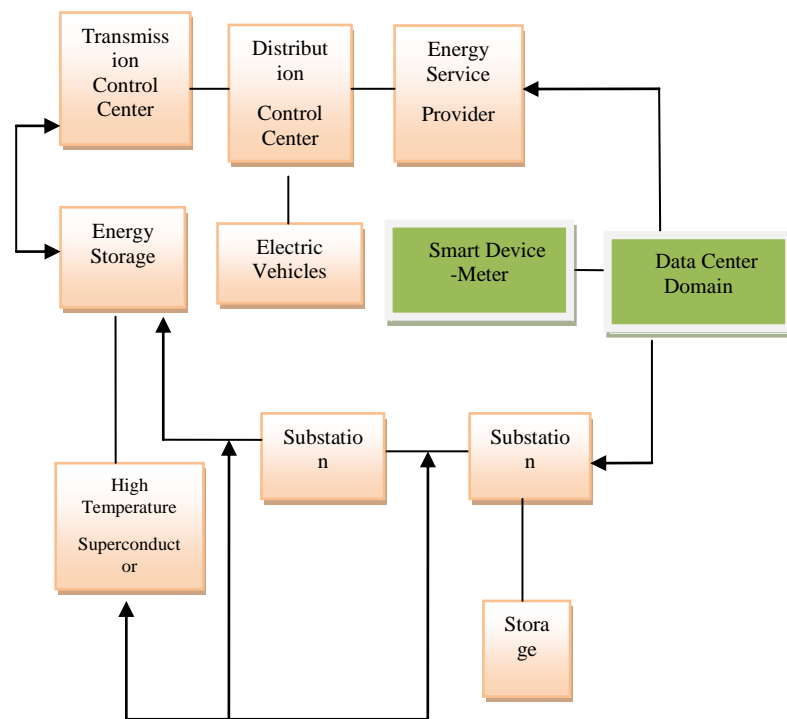 Transmiss
ion
Control
Center
Distribut
ion
Control
Center
Energy
Service
Provider
Energy
Storage
Electric
Vehicles
Smart Device
-Meter
Data Center
Domain
Substatio
n
Substatio
n
High
Temperature
Superconduct
or
Stora
ge